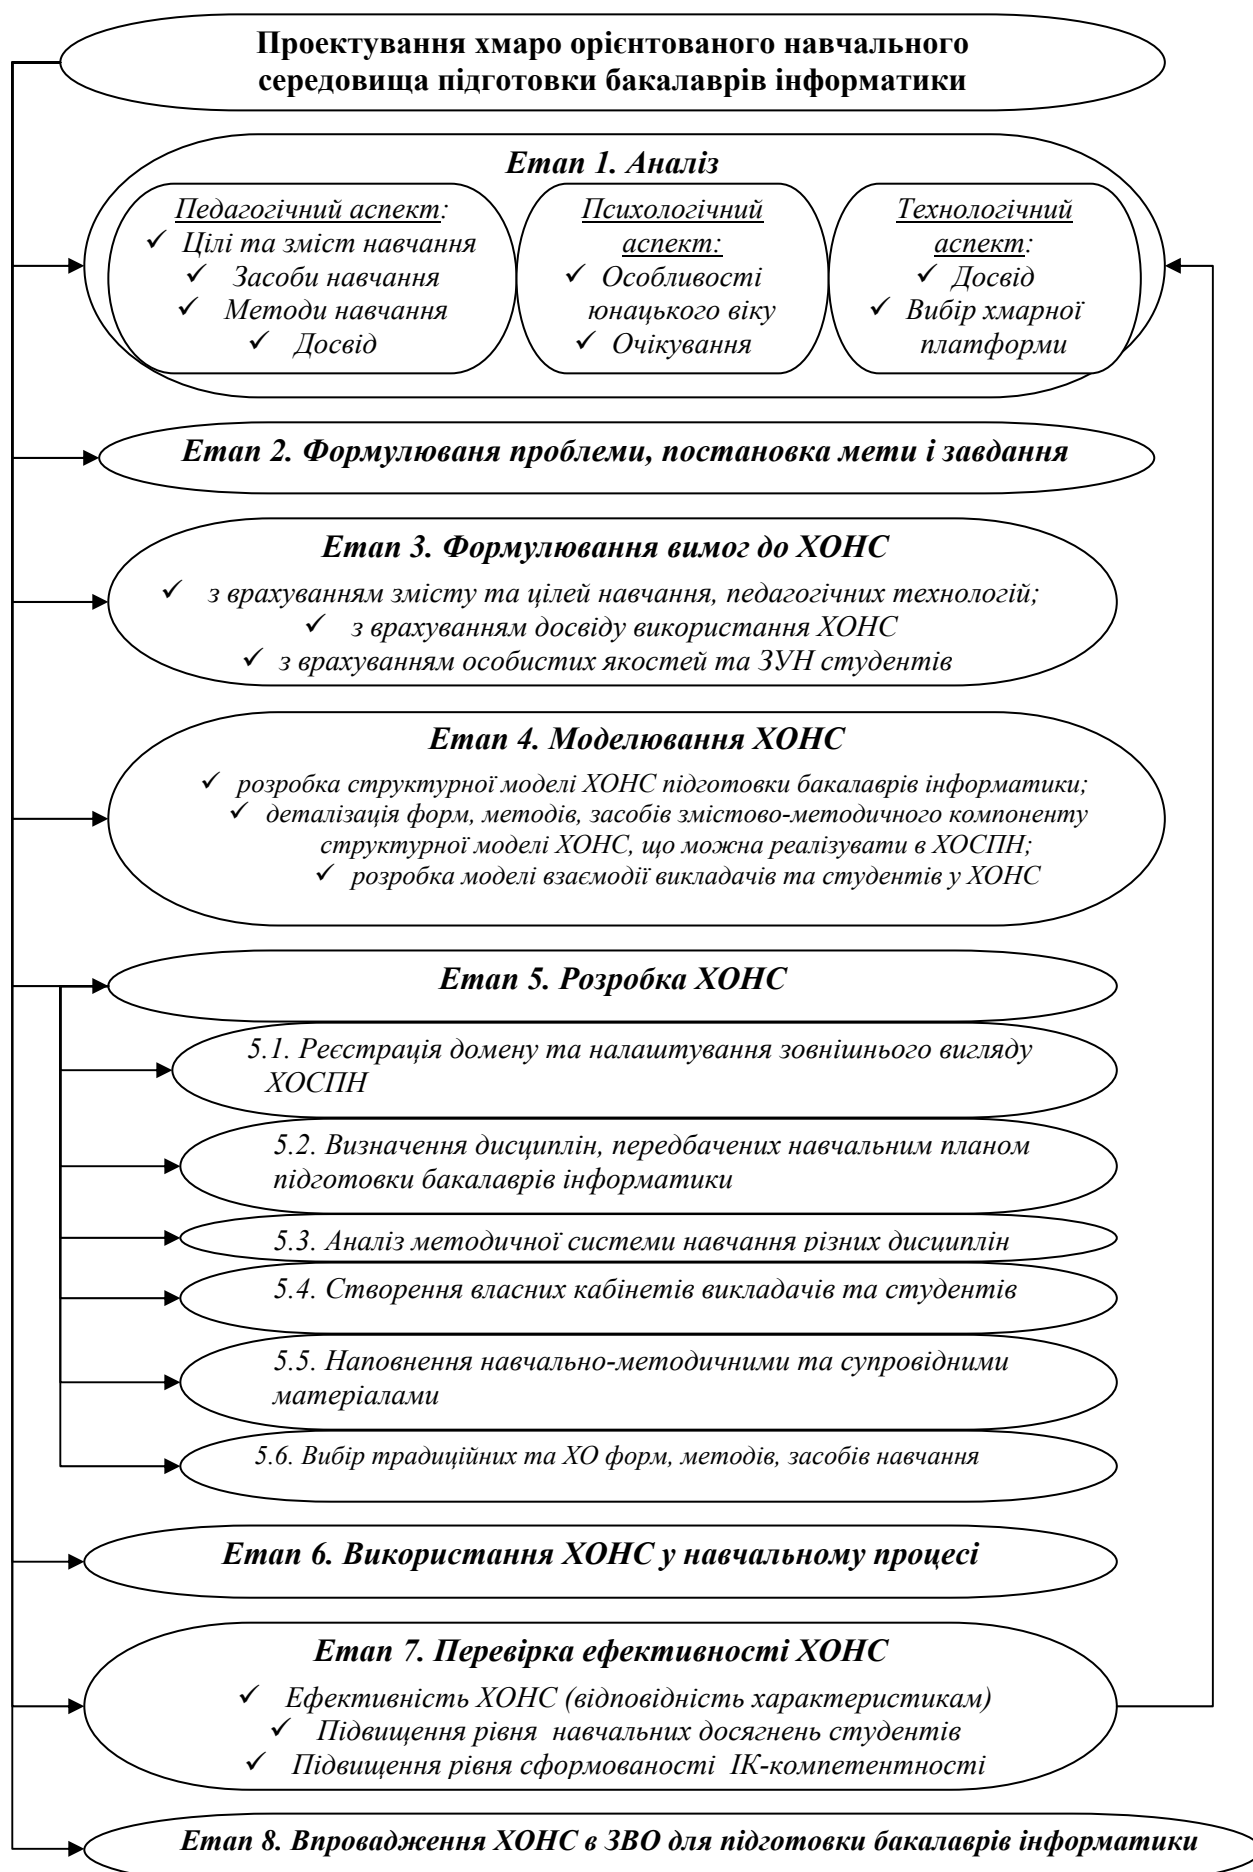 Проектування хмаро орієнтованого навчального
середовища підготовки бакалаврів інформатики
Етап 1. Аналіз
Педагогічний аспект:
✓ Цілі та зміст навчання
✓ Засоби навчання
✓ Методи навчання
✓ Досвід
Психологічний
аспект:
✓ Особливості
юнацького віку
✓ Очікування
Технологічний
аспект:
✓ Досвід
✓ Вибір хмарної
платформи
Етап 2. Формулюваня проблеми, постановка мети і завдання
Етап 3. Формулювання вимог до ХОНС
✓ з врахуванням змісту та цілей навчання, педагогічних технологій;
✓ з врахуванням досвіду використання ХОНС
✓ з врахуванням особистих якостей та ЗУН студентів
Етап 4. Моделювання ХОНС
✓ розробка структурної моделі ХОНС підготовки бакалаврів інформатики;
✓ деталізація форм, методів, засобів змістово-методичного компоненту
структурної моделі ХОНС, що можна реалізувати в ХОСПН;
✓ розробка моделі взаємодії викладачів та студентів у ХОНС
Етап 5. Розробка ХОНС
5.1. Реєстрація домену та налаштування зовнішнього вигляду
ХОСПН
5.2. Визначення дисциплін, передбачених навчальним планом
підготовки бакалаврів інформатики
5.3. Аналіз методичної системи навчання різних дисциплін
5.4. Створення власних кабінетів викладачів та студентів
5.5. Наповнення навчально-методичними та супровідними
матеріалами
5.6. Вибір традиційних та ХО форм, методів, засобів навчання
Етап 6. Використання ХОНС у навчальному процесі
Етап 7. Перевірка ефективності ХОНС
✓ Ефективність ХОНС (відповідність характеристикам)
✓ Підвищення рівня навчальних досягнень студентів
✓ Підвищення рівня сформованості ІК-компетентності
Етап 8. Впровадження ХОНС в ЗВО для підготовки бакалаврів інформатики